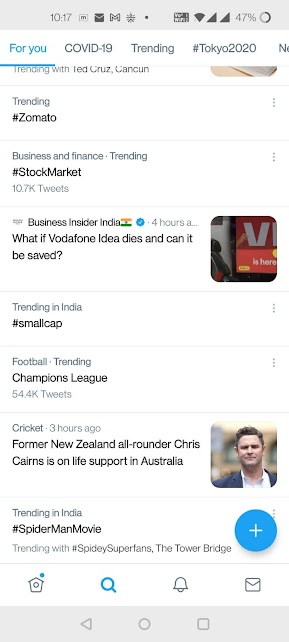 10:17
47%
For you COVID-19 Trending #Tokyo2020 Ne
Trending with Ted Cruz, Cancun
Trending
#Zomato
Business and finance · Trending
#StockMarket
10.7K Tweets
Business Insider India🇮🇳 · 4 hours a...
What if Vodafone Idea dies and can it
be saved?
VI
is here
Trending in India
#smallcap
Football · Trending
Champions League
54.4K Tweets
Cricket · 3 hours ago
Former New Zealand all-rounder Chris
Cairns is on life support in Australia
Trending in India
#SpiderManMovie
Trending with #SpideySuperfans, The Tower Bridge